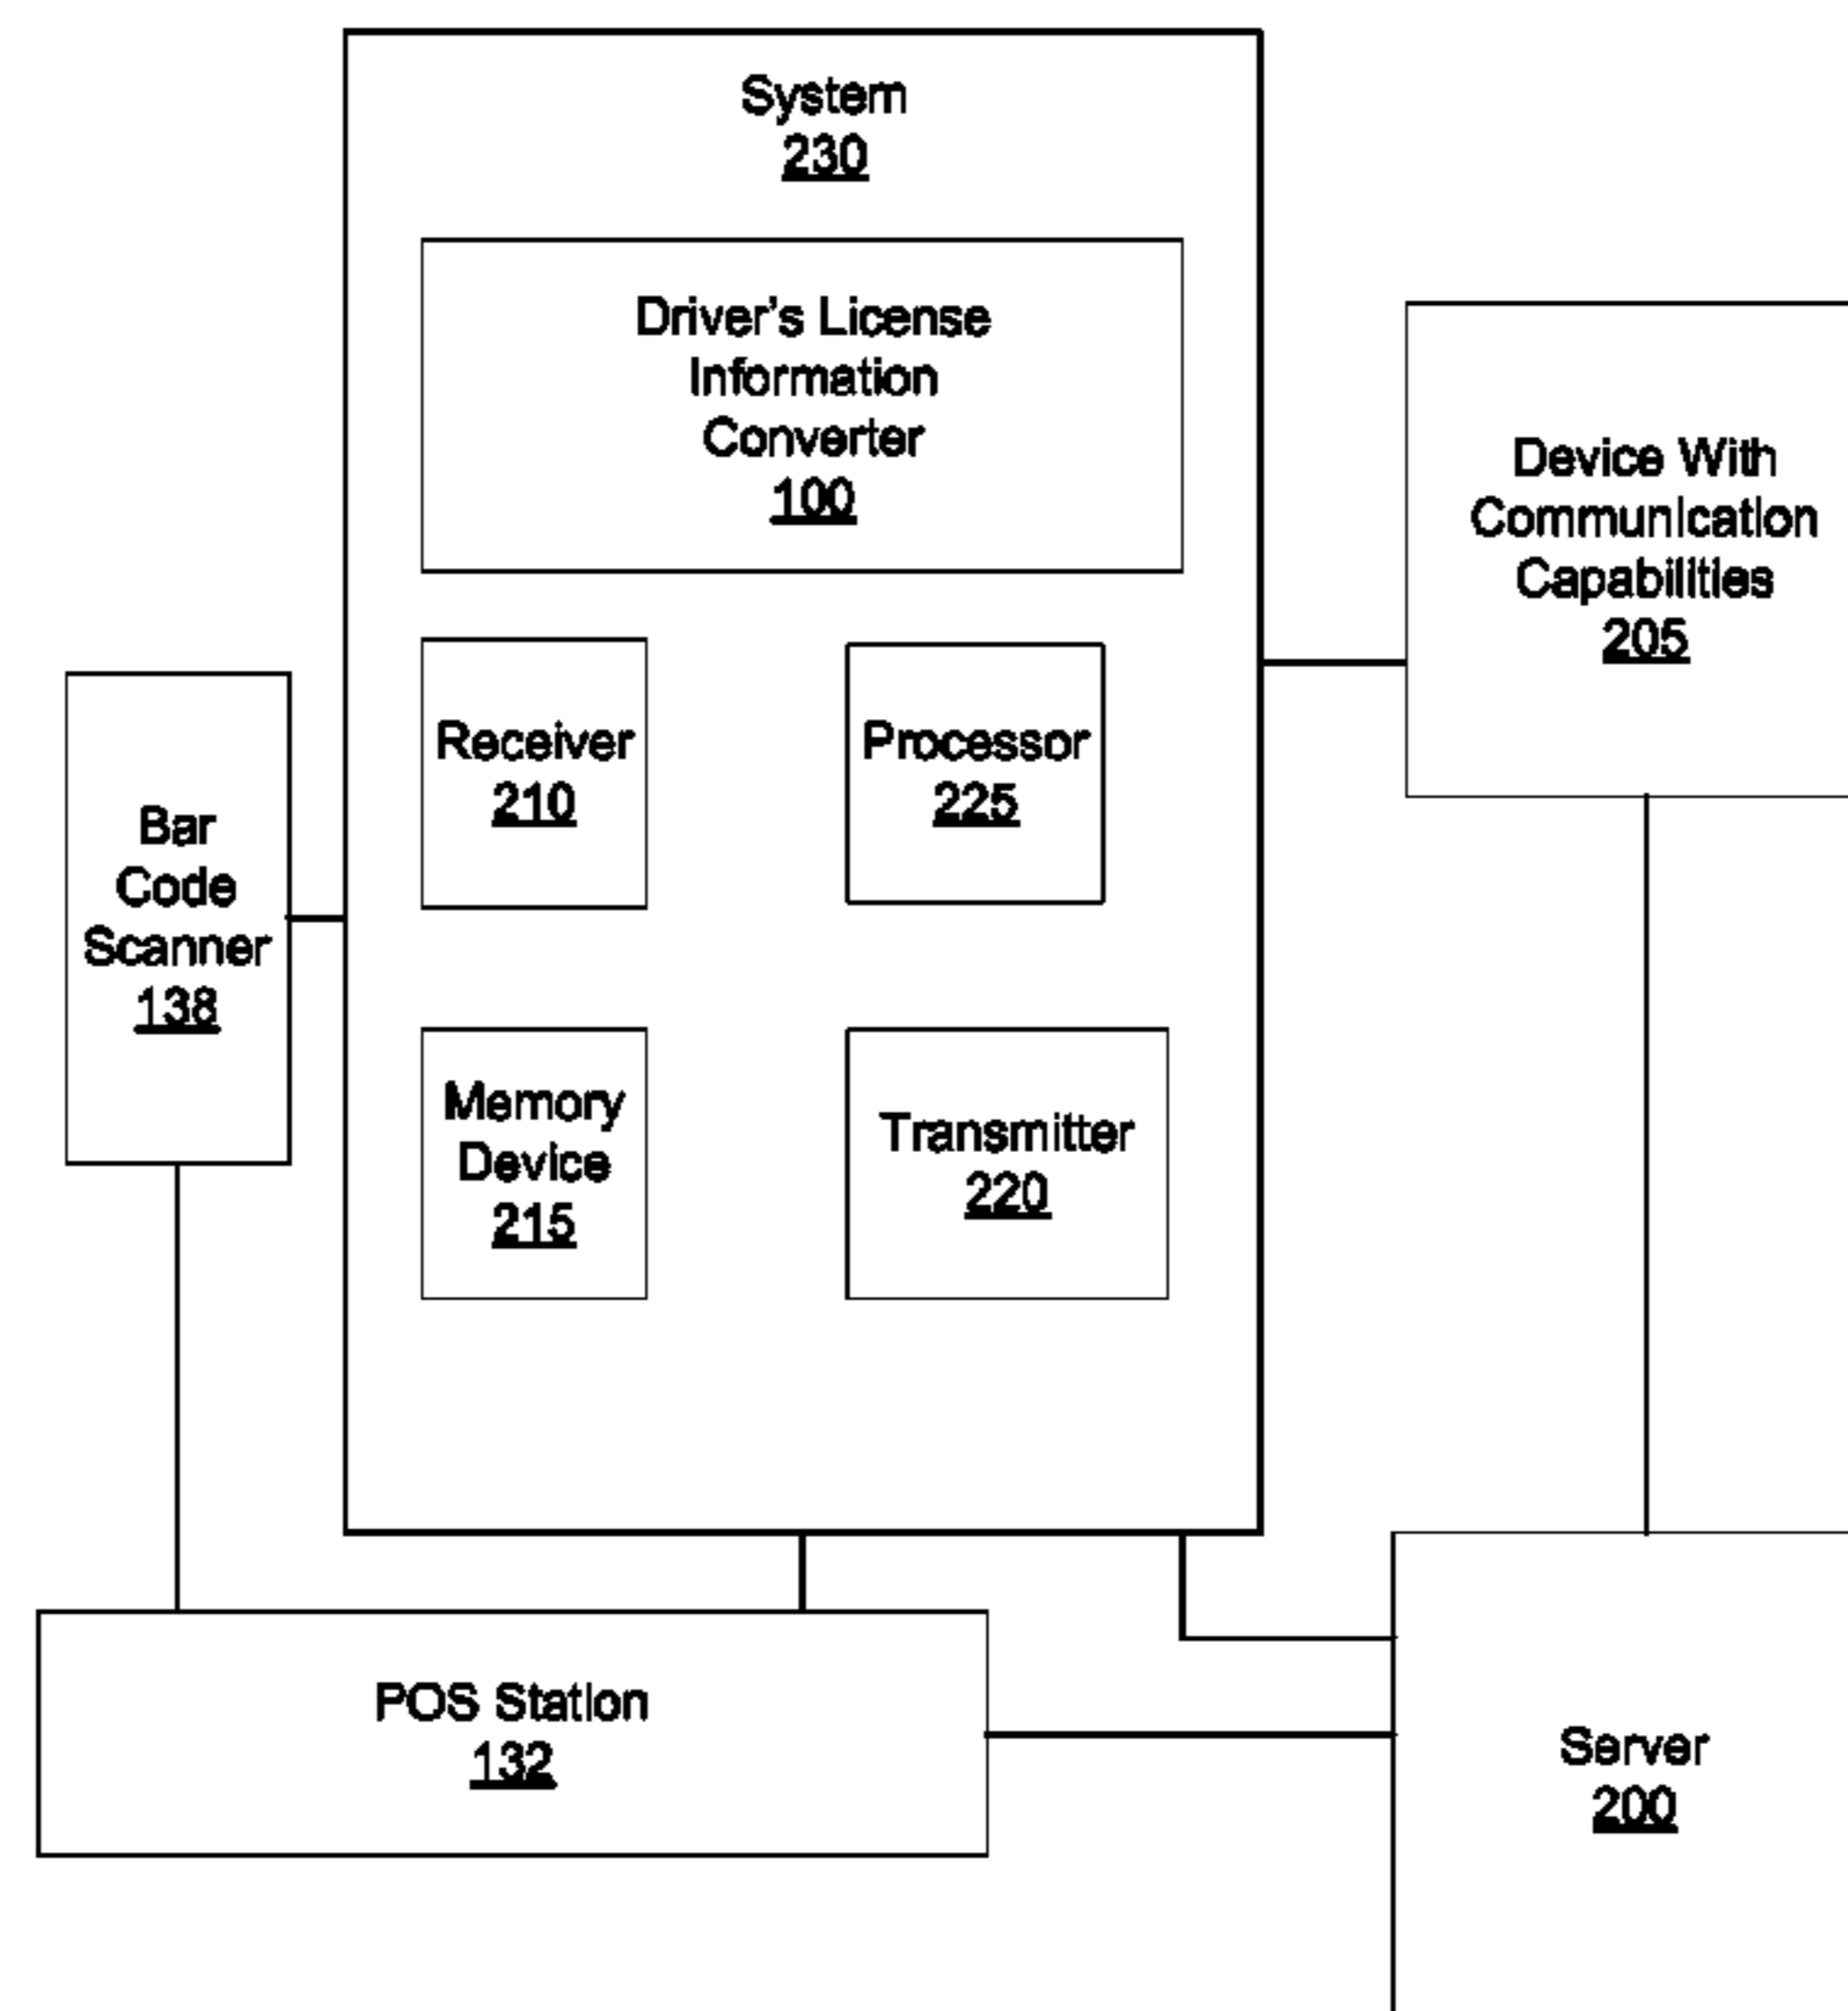 System
230
Driver's License
Information
Converter
100
Device With
Communication
Capabilities
205
Receiver
210
Processor
225
Bar
Code
Scanner
138
Memory
Device
215
Transmitter
220
POS Station
132
Server
200